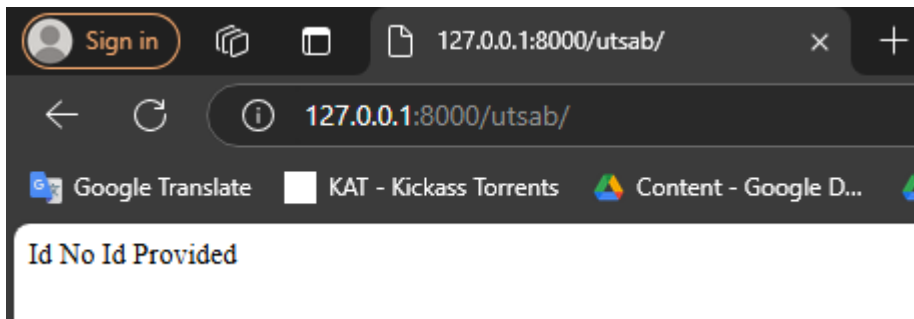 Sign in
127.0.0.1:8000/utsab/
127.0.0.1:8000/utsab/
Google Translate KAT - Kickass Torrents Content - Google D...
Id No Id Provided